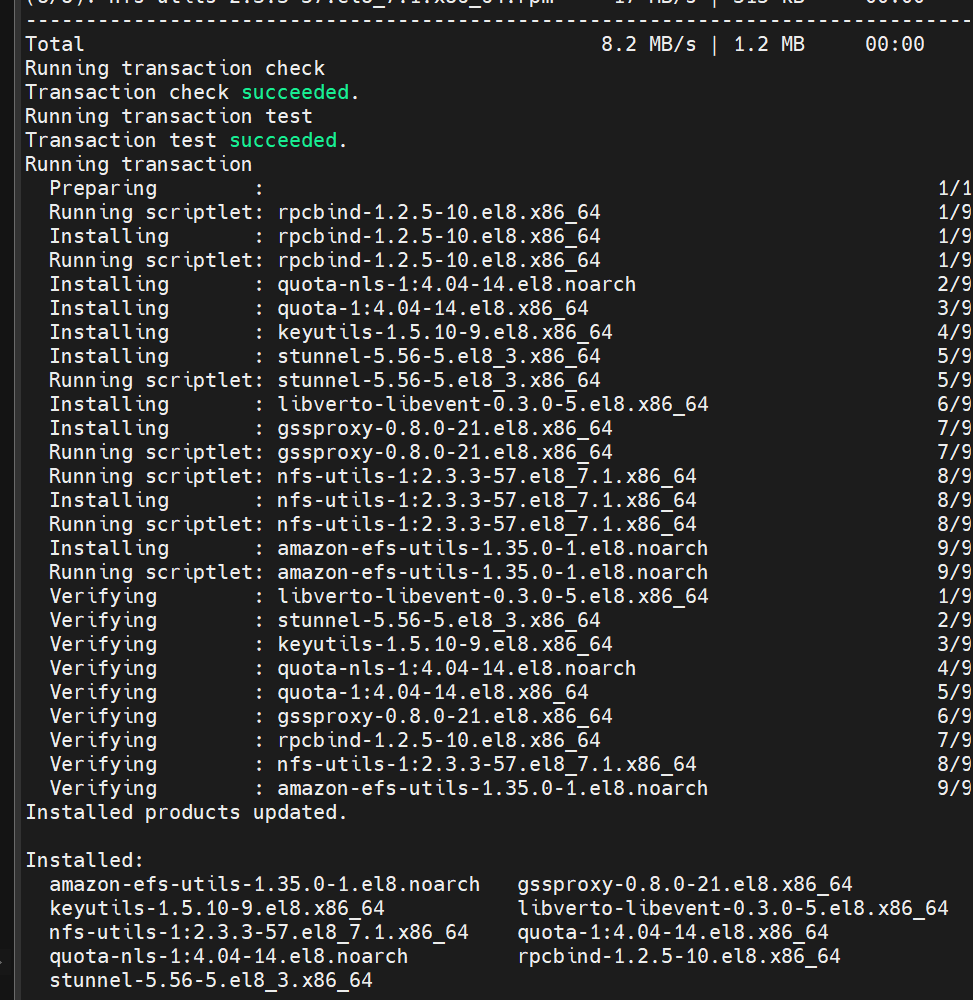 (8/8): nfs-utils-2.3.3-57.el8_7.1.x86_64.rpm 17 MB/s | 515 kB 00:00
--------------------------------------------------------------------------------
Total 8.2 MB/s | 1.2 MB 00:00
Running transaction check
Transaction check succeeded.
Running transaction test
Transaction test succeeded.
Running transaction
Preparing : 1/1
Running scriptlet: rpcbind-1.2.5-10.el8.x86_64 1/9
Installing : rpcbind-1.2.5-10.el8.x86_64 1/9
Running scriptlet: rpcbind-1.2.5-10.el8.x86_64 1/9
Installing : quota-nls-1:4.04-14.el8.noarch 2/9
Installing : quota-1:4.04-14.el8.x86_64 3/9
Installing : keyutils-1.5.10-9.el8.x86_64 4/9
Installing : stunnel-5.56-5.el8_3.x86_64 5/9
Running scriptlet: stunnel-5.56-5.el8_3.x86_64 5/9
Installing : libverto-libevent-0.3.0-5.el8.x86_64 6/9
Installing : gssproxy-0.8.0-21.el8.x86_64 7/9
Running scriptlet: gssproxy-0.8.0-21.el8.x86_64 7/9
Running scriptlet: nfs-utils-1:2.3.3-57.el8_7.1.x86_64 8/9
Installing : nfs-utils-1:2.3.3-57.el8_7.1.x86_64 8/9
Running scriptlet: nfs-utils-1:2.3.3-57.el8_7.1.x86_64 8/9
Installing : amazon-efs-utils-1.35.0-1.el8.noarch 9/9
Running scriptlet: amazon-efs-utils-1.35.0-1.el8.noarch 9/9
Verifying : libverto-libevent-0.3.0-5.el8.x86_64 1/9
Verifying : stunnel-5.56-5.el8_3.x86_64 2/9
Verifying : keyutils-1.5.10-9.el8.x86_64 3/9
Verifying : quota-nls-1:4.04-14.el8.noarch 4/9
Verifying : quota-1:4.04-14.el8.x86_64 5/9
Verifying : gssproxy-0.8.0-21.el8.x86_64 6/9
Verifying : rpcbind-1.2.5-10.el8.x86_64 7/9
Verifying : nfs-utils-1:2.3.3-57.el8_7.1.x86_64 8/9
Verifying : amazon-efs-utils-1.35.0-1.el8.noarch 9/9
Installed products updated.

Installed:
amazon-efs-utils-1.35.0-1.el8.noarch gssproxy-0.8.0-21.el8.x86_64
keyutils-1.5.10-9.el8.x86_64 libverto-libevent-0.3.0-5.el8.x86_64
nfs-utils-1:2.3.3-57.el8_7.1.x86_64 quota-1:4.04-14.el8.x86_64
quota-nls-1:4.04-14.el8.noarch rpcbind-1.2.5-10.el8.x86_64
stunnel-5.56-5.el8_3.x86_64